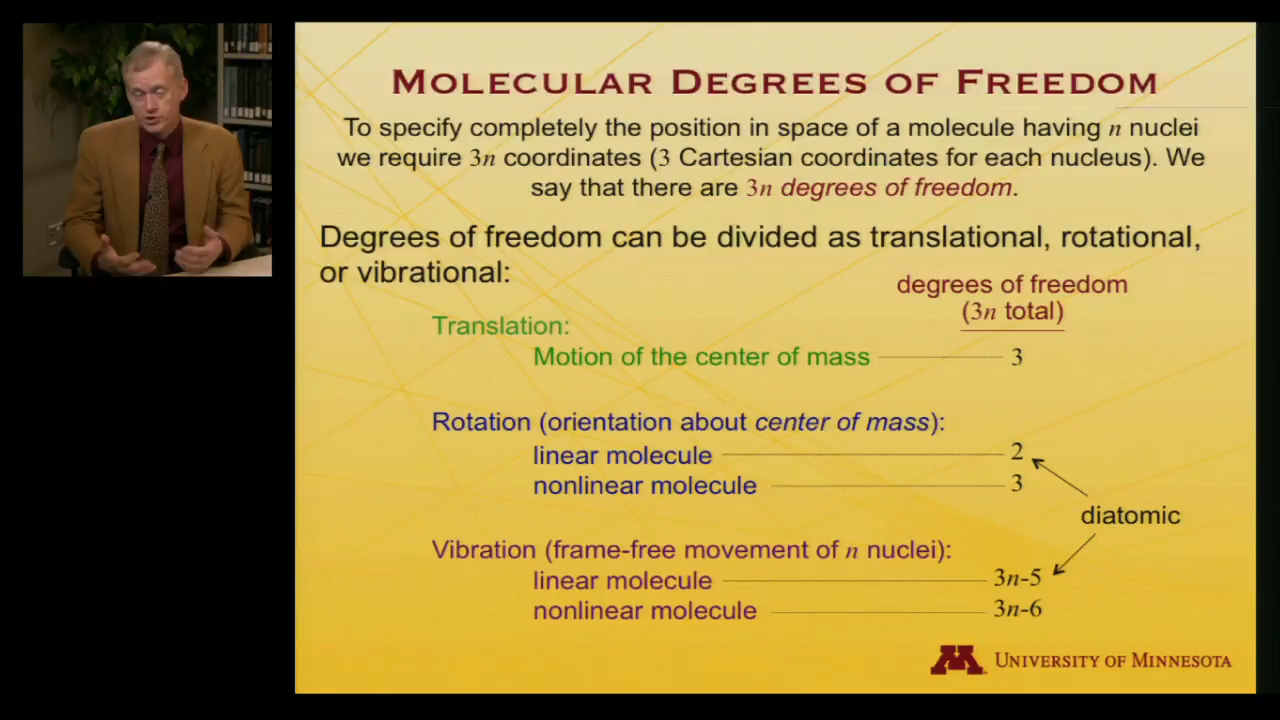 MOLECULAR DEGREES OF FREEDOM
To specify completely the position in space of a molecule having n nuclei
we require 3n coordinates (3 Cartesian coordinates for each nucleus). We
say that there are 3n degrees of freedom.
Degrees of freedom can be divided as translational, rotational,
or vibrational:
degrees of freedom
(3n total)
Translation:
Motion of the center of mass 3
Rotation (orientation about center of mass):
linear molecule 2
nonlinear molecule 3
diatomic
Vibration (frame-free movement of n nuclei):
linear molecule 3n-5
nonlinear molecule 3n-6
M UNIVERSITY OF MINNESOTA